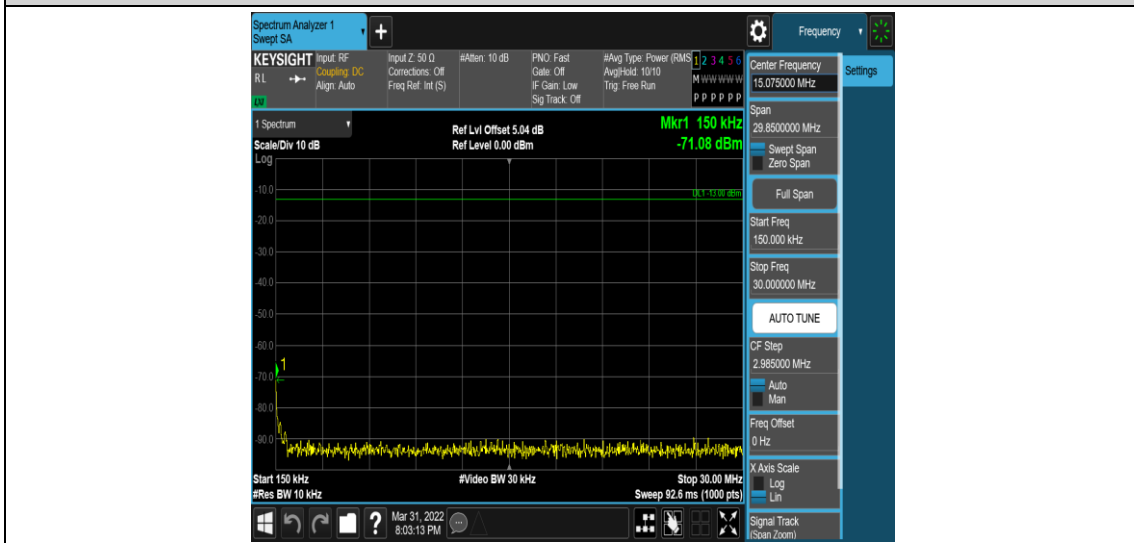 Spectrum Analyzer 1
Swept SA
+
Frequency
KEYSIGHT
RL
LXI
Input: RF
Coupling: DC
Align: Auto
Input Z: 50 Ω
Corrections: Off
Freq Ref: Int (S)
#Atten: 10 dB
PNO: Fast
Gate: Off
IF Gain: Low
Sig Track: Off
#Avg Type: Power (RMS
Avg|Hold: 10/10
Trig: Free Run
1 2 3 4 5 6
M W W W W W
P P P P P P
1 Spectrum
Scale/Div 10 dB
Log
Ref Lvl Offset 5.04 dB
Ref Level 0.00 dBm
Mkr1 150 kHz
-71.08 dBm
DL1 -13.00 dBm
-10.0
-20.0
-30.0
-40.0
-50.0
-60.0
1
-70.0
-80.0
-90.0
Start 150 kHz
#Res BW 10 kHz
#Video BW 30 kHz
Stop 30.00 MHz
Sweep 92.6 ms (1000 pts)
Center Frequency
15.075000 MHz
Settings
Span
29.8500000 MHz
Swept Span
Zero Span
Full Span
Start Freq
150.000 kHz
Stop Freq
30.000000 MHz
AUTO TUNE
CF Step
2.985000 MHz
Auto
Man
Freq Offset
0 Hz
X Axis Scale
Log
Lin
Signal Track
(Span Zoom)
?
Mar 31, 2022
8:03:13 PM